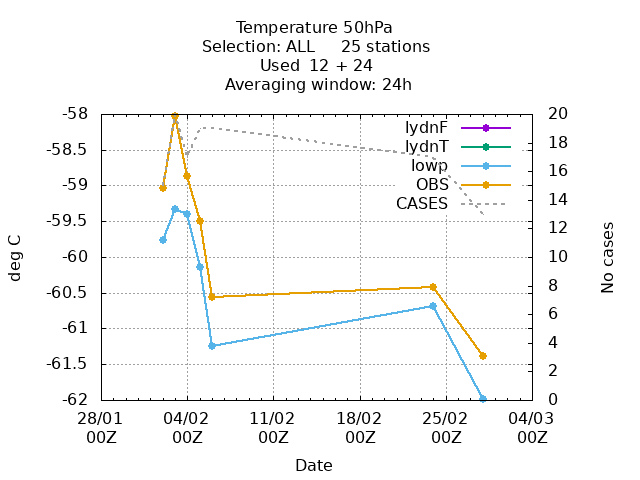 Temperature 50hPa
Selection: ALL 25 stations
Used 12 + 24
Averaging window: 24h
-58
-58.5
-59
-59.5
-60
-60.5
-61
-61.5
-62
deg C
lydnF
lydnT
lowp
OBS
CASES
20
18
16
14
12
10
8
6
4
2
0
No cases
28/01 04/02 11/02 18/02 25/02 04/03
00Z 00Z 00Z 00Z 00Z 00Z
Date